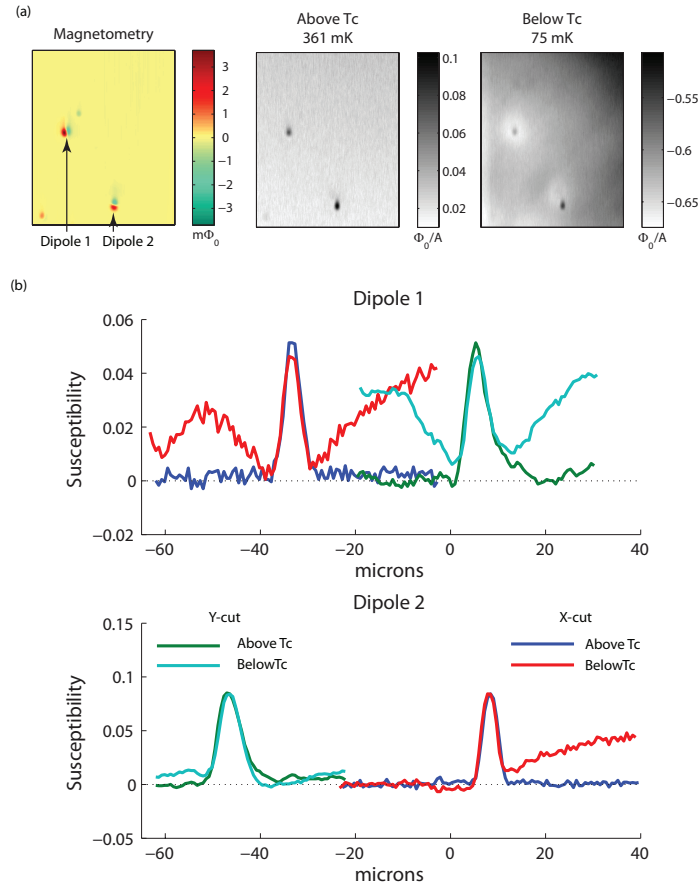 (a)
Magnetometry
Above Tc
361 mK
Below Tc
75 mK
3
2
1
0
−1
−2
−3
mΦ0
0.1
0.08
0.06
0.04
0.02
Φ0/A
−0.55
−0.6
−0.65
Φ0/A
Dipole 1
Dipole 2
(b)
Dipole 1
Susceptibility
0.06
0.04
0.02
0
−0.02
−60
−40
−20
0
20
40
microns
Dipole 2
Susceptibility
0.15
0.1
0.05
0
−0.05
Y-cut
Above Tc
BelowTc
X-cut
Above Tc
BelowTc
−60
−40
−20
0
20
40
microns